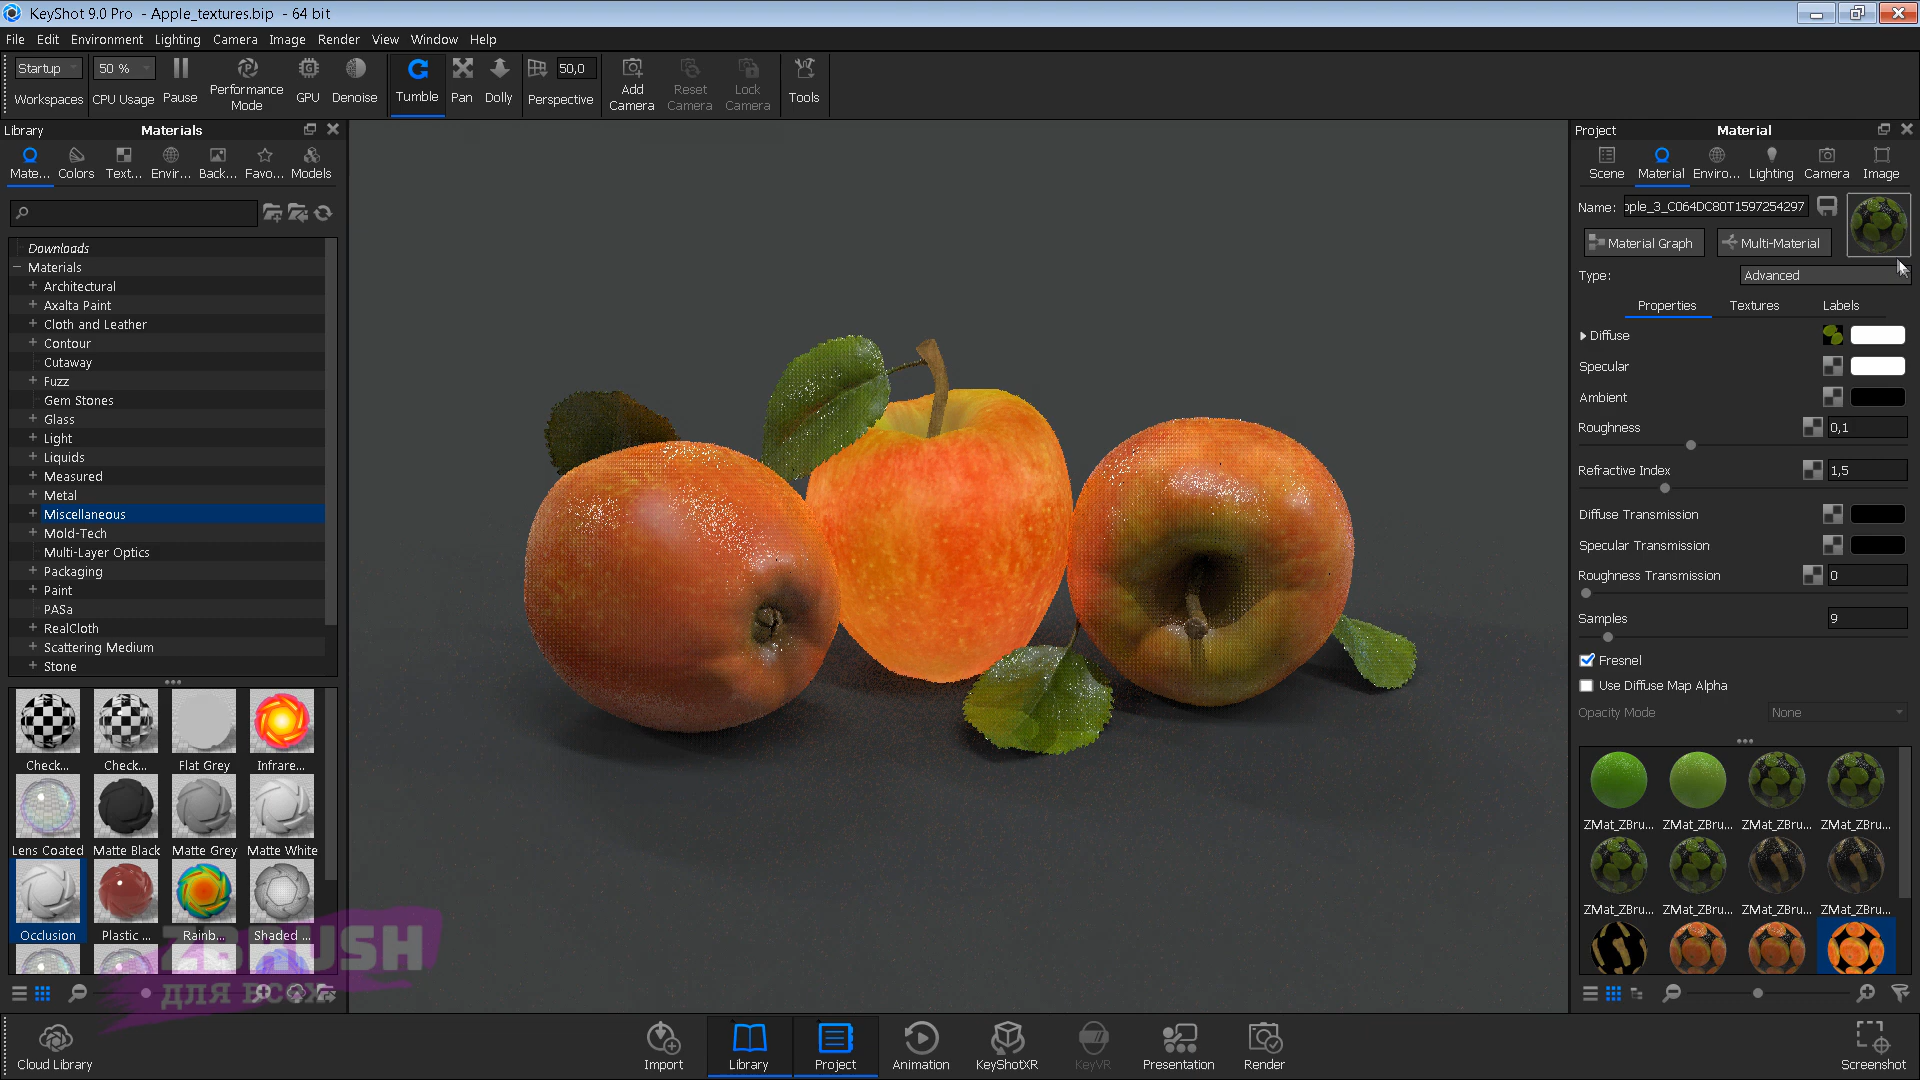 KeyShot 9.0 Pro - Apple_textures.bip - 64 bit
File Edit Environment Lighting Camera Image Render View Window Help
Startup 50 % 50,0
Workspaces CPU Usage Pause Performance Mode GPU Denoise Tumble Pan Dolly Perspective Add Camera Reset Camera Lock Camera Tools
Library Materials
Mate... Colors Text... Envir... Back... Favo... Models
Downloads
Materials
Architectural
Axalta Paint
Cloth and Leather
Contour
Cutaway
Fuzz
Gem Stones
Glass
Light
Liquids
Measured
Metal
Miscellaneous
Mold-Tech
Multi-Layer Optics
Packaging
Paint
PASa
RealCloth
Scattering Medium
Stone
Check... Check... Flat Grey Infrare...
Lens Coated Matte Black Matte Grey Matte White
Occlusion Plastic ... Rainb... Shaded ...
ZBRUSH
для всех
Project Material
Scene Material Enviro... Lighting Camera Image
Name: pple_3_C064DC80T1597254297
Material Graph Multi-Material
Type: Advanced
Properties Textures Labels
Diffuse
Specular
Ambient
Roughness 0,1
Refractive Index 1,5
Diffuse Transmission
Specular Transmission
Roughness Transmission 0
Samples 9
Fresnel
Use Diffuse Map Alpha
Opacity Mode None
ZMat_ZBru... ZMat_ZBru... ZMat_ZBru... ZMat_ZBru...
ZMat_ZBru... ZMat_ZBru... ZMat_ZBru... ZMat_ZBru...
Cloud Library Import Library Project Animation KeyShotXR KeyVR Presentation Render Screenshot